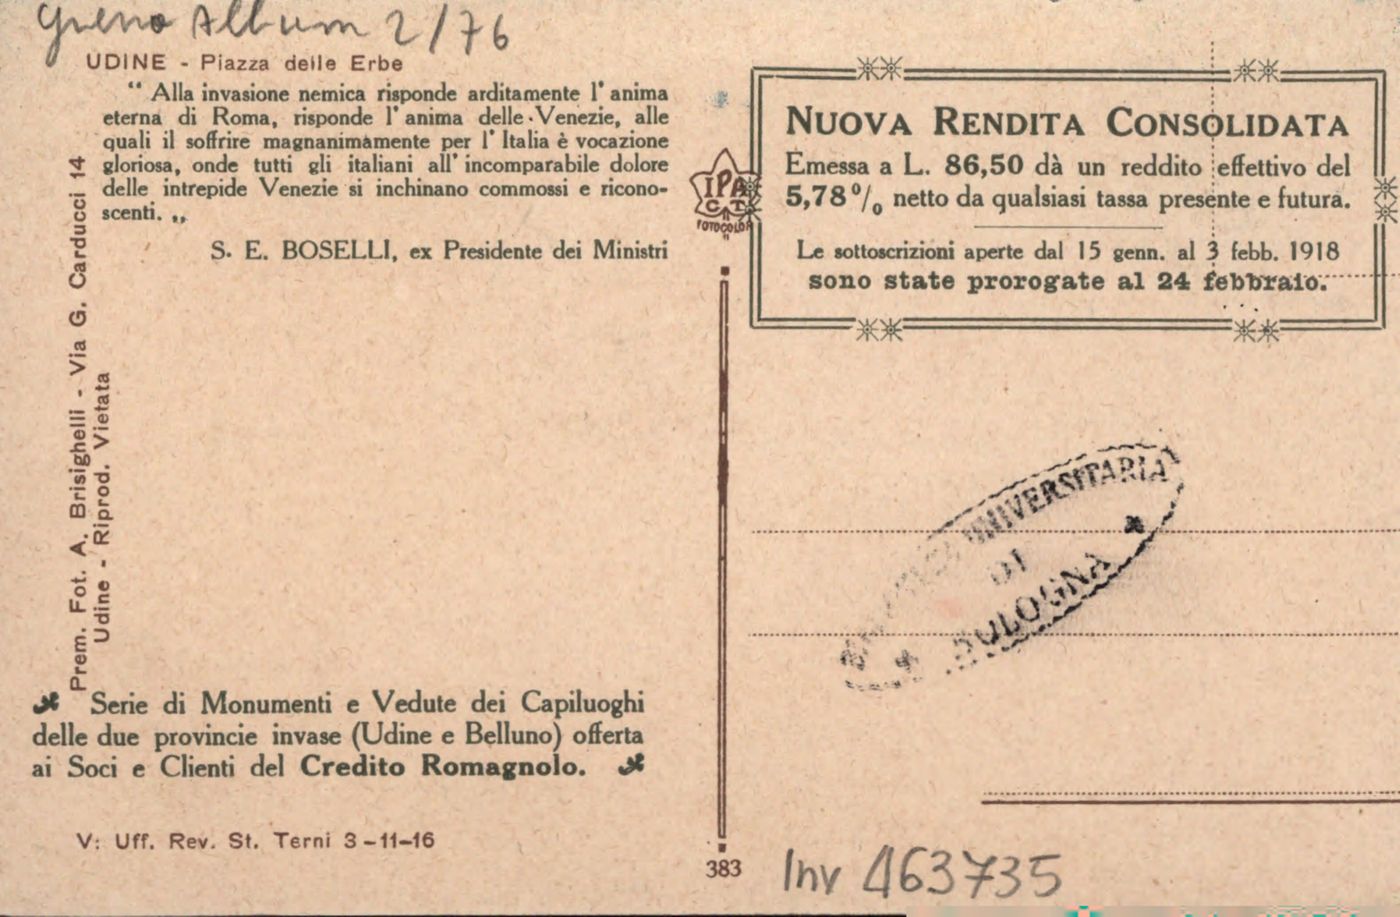 Album 2/76
UDINE - Piazza delle Erbe
“ Alla invasione nemica risponde arditamente l' anima
eterna di Roma, risponde l' anima delle Venezie, alle
quali il soffrire magnanimamente per l' Italia è vocazione
gloriosa, onde tutti gli italiani all' incomparabile dolore
delle intrepide Venezie si inchinano commossi e ricono-
scenti. „
S. E. BOSELLI, ex Presidente dei Ministri
Prem. Fot. A. Brisighelli - Via G. Carducci 14
Udine - Riprod. Vietata
Serie di Monumenti e Vedute dei Capiluoghi
delle due provincie invase (Udine e Belluno) offerta
ai Soci e Clienti del Credito Romagnolo.
V: Uff. Rev. St. Terni 3-11-16
IPA
CT
FOTOCOLOR
383
NUOVA RENDITA CONSOLIDATA
Emessa a L. 86,50 dà un reddito effettivo del
5,78 % netto da qualsiasi tassa presente e futura.
Le sottoscrizioni aperte dal 15 genn. al 3 febb. 1918
sono state prorogate al 24 febbraio.
UNIVERSITARIA
DI
BOLOGNA
Inv 463735